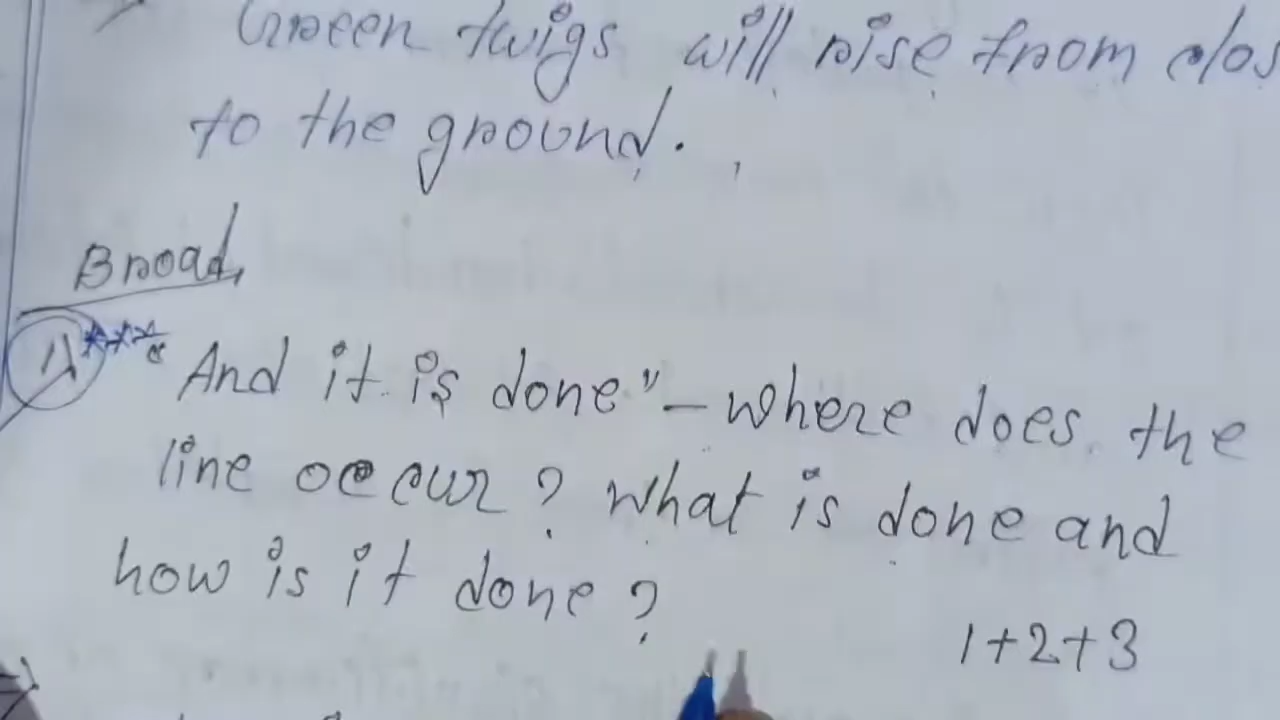 Green twigs will rise from clos
to the ground.
Broad
1) *** " And it is done" – where does the
line occur? What is done and
how is it done?
1+2+3